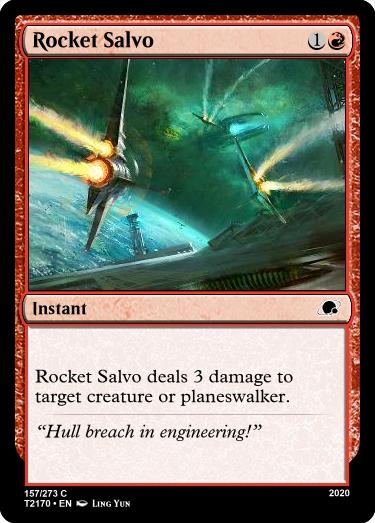 Rocket Salvo 1
Instant
Rocket Salvo deals 3 damage to
target creature or planeswalker.
“Hull breach in engineering!”
157/273 C 2020
T2170 • EN Ling Yun